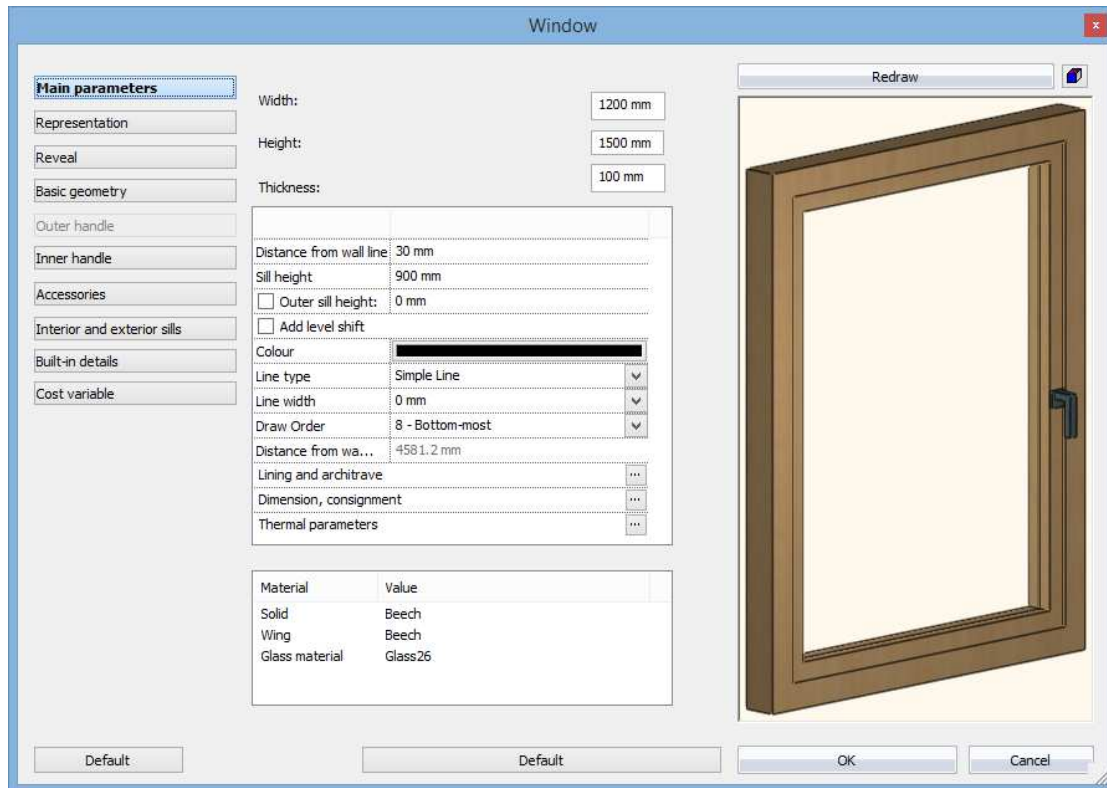 Window
x
Main parameters
Representation
Reveal
Basic geometry
Outer handle
Inner handle
Accessories
Interior and exterior sills
Built-in details
Cost variable
Width: 1200 mm
Height: 1500 mm
Thickness: 100 mm
Distance from wall line 30 mm
Sill height 900 mm
Outer sill height: 0 mm
Add level shift
Colour
Line type Simple Line
Line width 0 mm
Draw Order 8 - Bottom-most
Distance from wa... 4581.2 mm
Lining and architrave ...
Dimension, consignment ...
Thermal parameters ...
Material Value
Solid Beech
Wing Beech
Glass material Glass26
Redraw
Default
Default
OK
Cancel